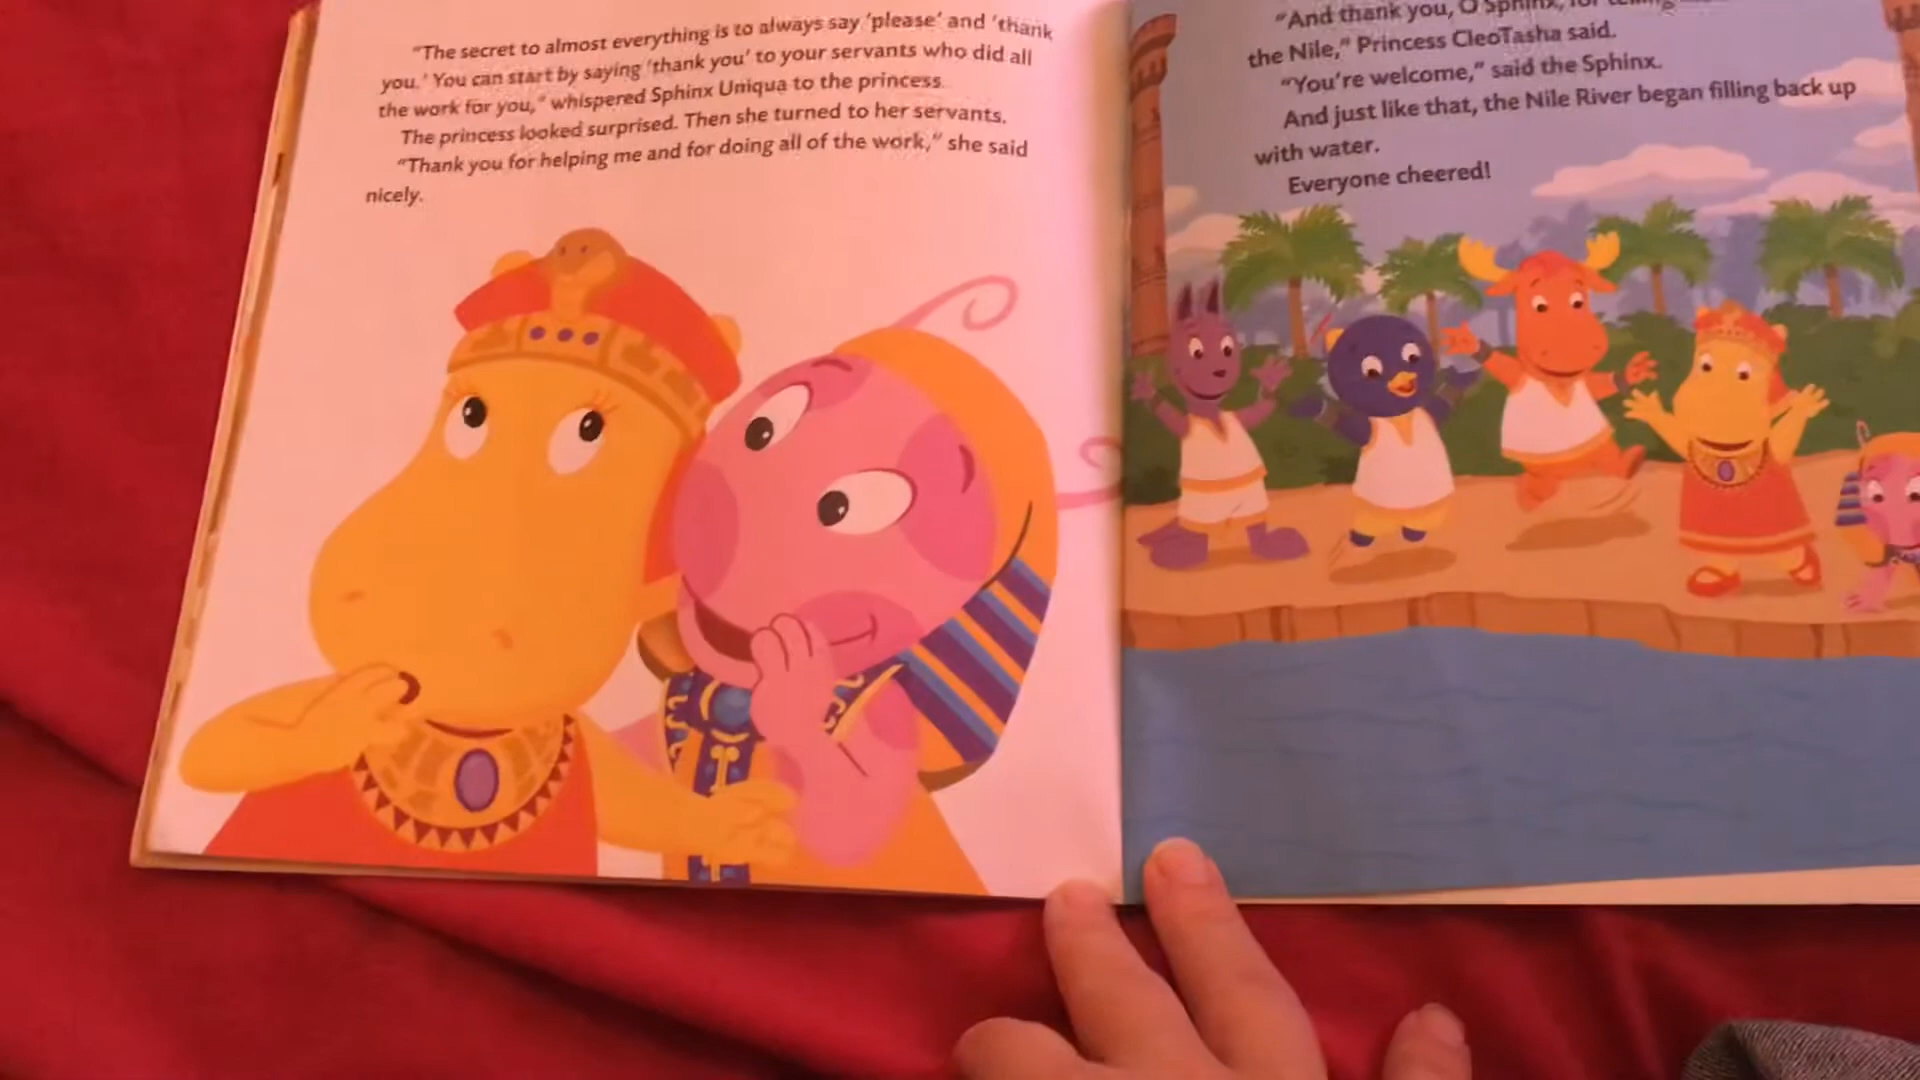 "The secret to almost everything is to always say 'please' and 'thank
you.' You can start by saying 'thank you' to your servants who did all
the work for you," whispered Sphinx Uniqua to the princess.
The princess looked surprised. Then she turned to her servants.
"Thank you for helping me and for doing all of the work," she said
nicely.
"And thank you, O Sphinx, for telling
the Nile," Princess CleoTasha said.
"You're welcome," said the Sphinx.
And just like that, the Nile River began filling back up
with water.
Everyone cheered!